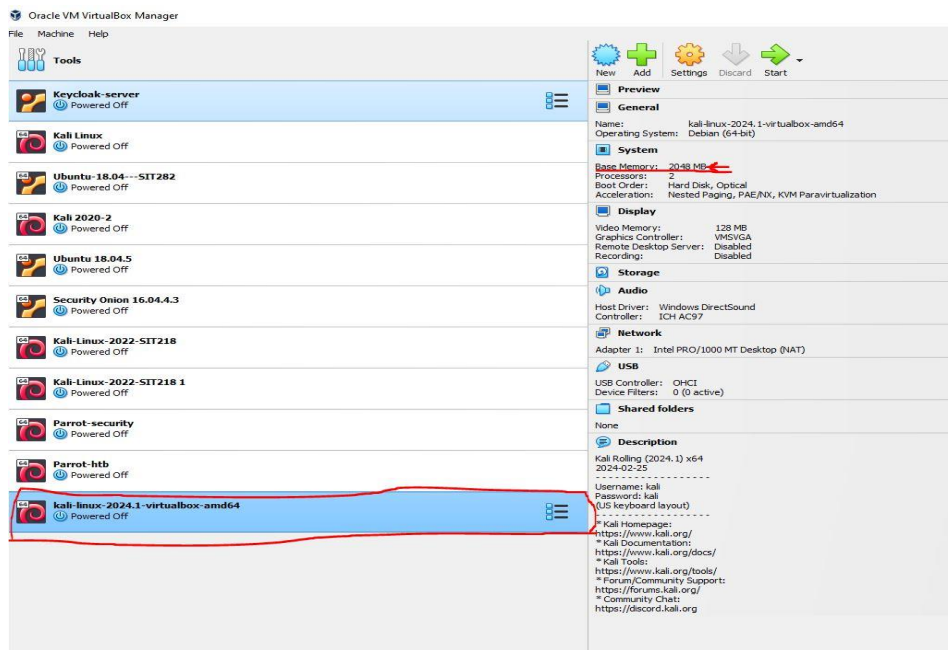 Oracle VM VirtualBox Manager
File Machine Help
Tools
Keycloak-server
Powered Off
64
Kali Linux
Powered Off
64
Ubuntu-18.04---SIT282
Powered Off
64
Kali 2020-2
Powered Off
64
Ubuntu 18.04.5
Powered Off
64
Security Onion 16.04.4.3
Powered Off
64
Kali-Linux-2022-SIT218
Powered Off
64
Kali-Linux-2022-SIT218 1
Powered Off
64
Parrot-security
Powered Off
64
Parrot-htb
Powered Off
64
kali-linux-2024.1-virtualbox-amd64
Powered Off
New Add Settings Discard Start
Preview
General
Name: kali-linux-2024.1-virtualbox-amd64
Operating System: Debian (64-bit)
System
Base Memory: 2048 MB
Processors: 2
Boot Order: Hard Disk, Optical
Acceleration: Nested Paging, PAE/NX, KVM Paravirtualization
Display
Video Memory: 128 MB
Graphics Controller: VMSVGA
Remote Desktop Server: Disabled
Recording: Disabled
Storage
Audio
Host Driver: Windows DirectSound
Controller: ICH AC97
Network
Adapter 1: Intel PRO/1000 MT Desktop (NAT)
USB
USB Controller: OHCI
Device Filters: 0 (0 active)
Shared folders
None
Description
Kali Rolling (2024.1) x64
2024-02-25
- - - - - - - - - - - - - - - - - -
Username: kali
Password: kali
(US keyboard layout)
- - - - - - - - - - - - - - - - - -
* Kali Homepage:
https://www.kali.org/
* Kali Documentation:
https://www.kali.org/docs/
* Kali Tools:
https://www.kali.org/tools/
* Forum/Community Support:
https://forums.kali.org/
* Community Chat:
https://discord.kali.org